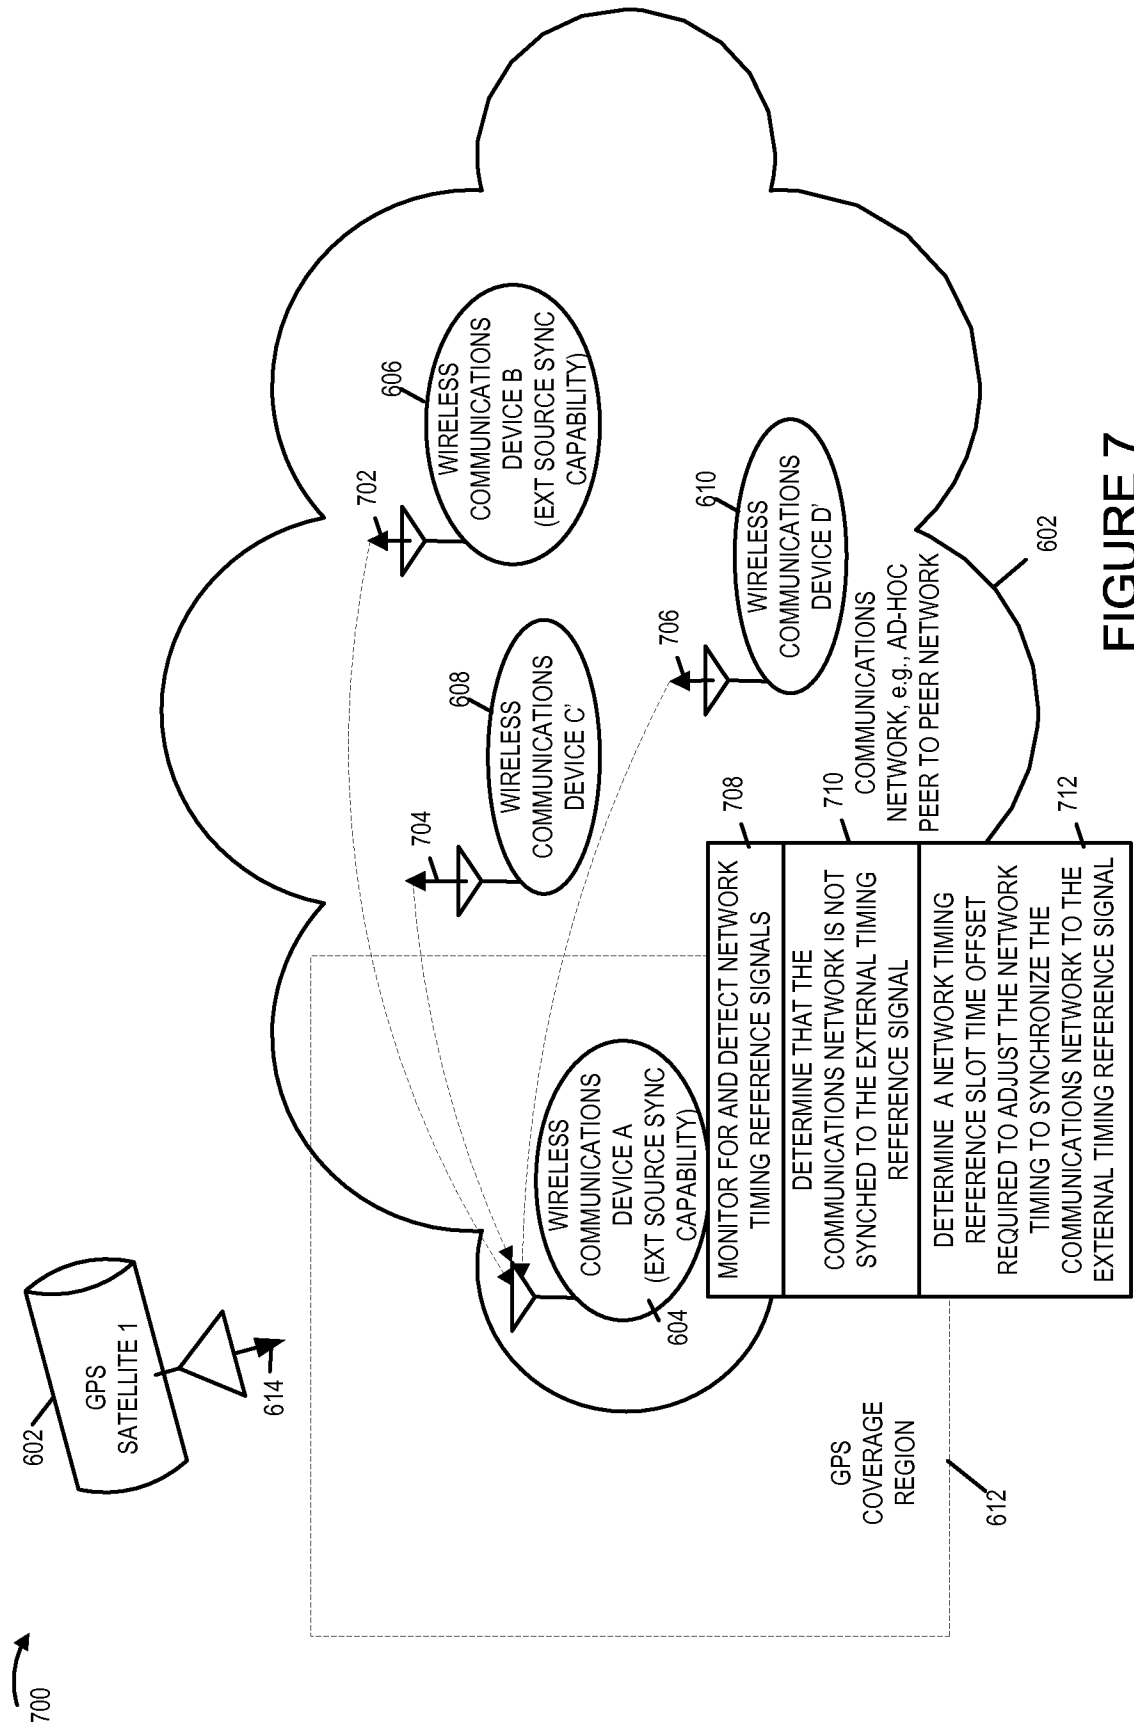 700
602
GPS
SATELLITE 1
614
GPS
COVERAGE
REGION
612
WIRELESS
COMMUNICATIONS
DEVICE A
(EXT SOURCE SYNC
CAPABILITY)
604
704
608
WIRELESS
COMMUNICATIONS
DEVICE C'
702
606
WIRELESS
COMMUNICATIONS
DEVICE B
(EXT SOURCE SYNC
CAPABILITY)
706
610
WIRELESS
COMMUNICATIONS
DEVICE D'
COMMUNICATIONS
NETWORK, e.g., AD-HOC
PEER TO PEER NETWORK
602
MONITOR FOR AND DETECT NETWORK
TIMING REFERENCE SIGNALS
708
DETERMINE THAT THE
COMMUNICATIONS NETWORK IS NOT
SYNCHED TO THE EXTERNAL TIMING
REFERENCE SIGNAL
710
DETERMINE A NETWORK TIMING
REFERENCE SLOT TIME OFFSET
REQUIRED TO ADJUST THE NETWORK
TIMING TO SYNCHRONIZE THE
COMMUNICATIONS NETWORK TO THE
EXTERNAL TIMING REFERENCE SIGNAL
712
FIGURE 7